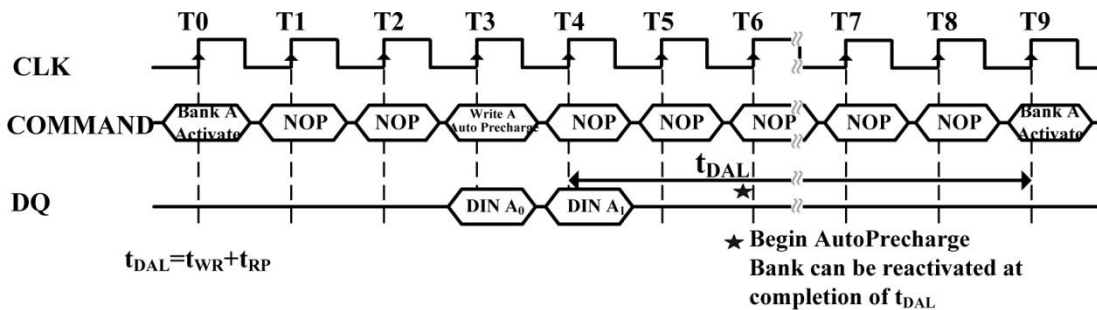 T0 T1 T2 T3 T4 T5 T6 T7 T8 T9
CLK
COMMAND
Bank A
Activate
NOP
NOP
Write A
Auto Precharge
NOP
NOP
NOP
NOP
NOP
Bank A
Activate
tDAL
DQ
DIN A0
DIN A1
tDAL=tWR+tRP
★ Begin AutoPrecharge
Bank can be reactivated at
completion of tDAL